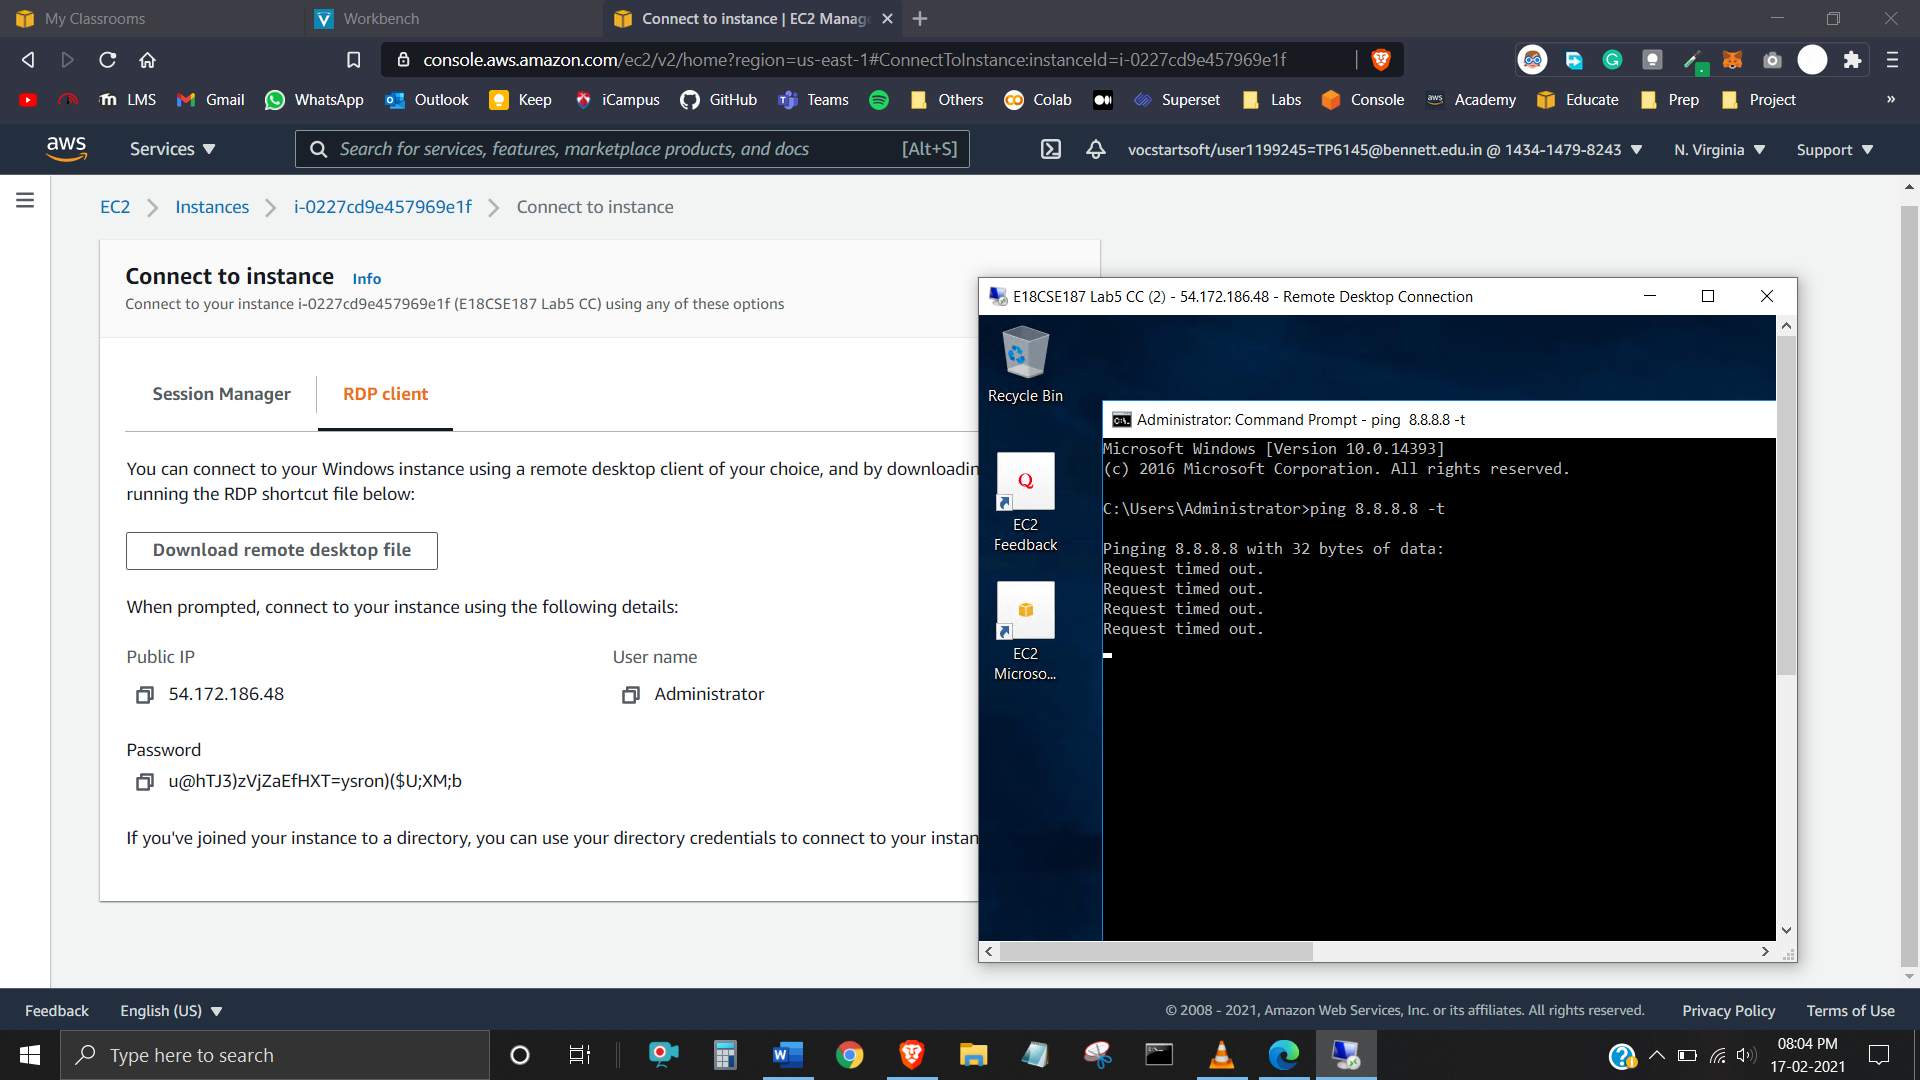 My Classrooms
Workbench
Connect to instance | EC2 Manag
console.aws.amazon.com/ec2/v2/home?region=us-east-1#ConnectToInstance:instanceId=i-0227cd9e457969e1f
LMS Gmail WhatsApp Outlook Keep iCampus GitHub Teams Others Colab Superset Labs Console Academy Educate Prep Project »
aws Services Search for services, features, marketplace products, and docs [Alt+S] vocstartsoft/user1199245=TP6145@bennett.edu.in @ 1434-1479-8243 N. Virginia Support
EC2 Instances i-0227cd9e457969e1f Connect to instance
Connect to instance Info
Connect to your instance i-0227cd9e457969e1f (E18CSE187 Lab5 CC) using any of these options
Session Manager RDP client
You can connect to your Windows instance using a remote desktop client of your choice, and by downloadin
running the RDP shortcut file below:
Download remote desktop file
When prompted, connect to your instance using the following details:
Public IP
54.172.186.48
User name
Administrator
Password
u@hTJ3)zVjZaEfHXT=ysron)($U;XM;b
If you've joined your instance to a directory, you can use your directory credentials to connect to your instan
E18CSE187 Lab5 CC (2) - 54.172.186.48 - Remote Desktop Connection
Recycle Bin
Q
EC2
Feedback
EC2
Microso...
Administrator: Command Prompt - ping  8.8.8.8 -t
Microsoft Windows [Version 10.0.14393]
(c) 2016 Microsoft Corporation. All rights reserved.
C:\Users\Administrator>ping 8.8.8.8 -t
Pinging 8.8.8.8 with 32 bytes of data:
Request timed out.
Request timed out.
Request timed out.
Request timed out.
Feedback English (US) © 2008 - 2021, Amazon Web Services, Inc. or its affiliates. All rights reserved. Privacy Policy Terms of Use
Type here to search
08:04 PM
17-02-2021